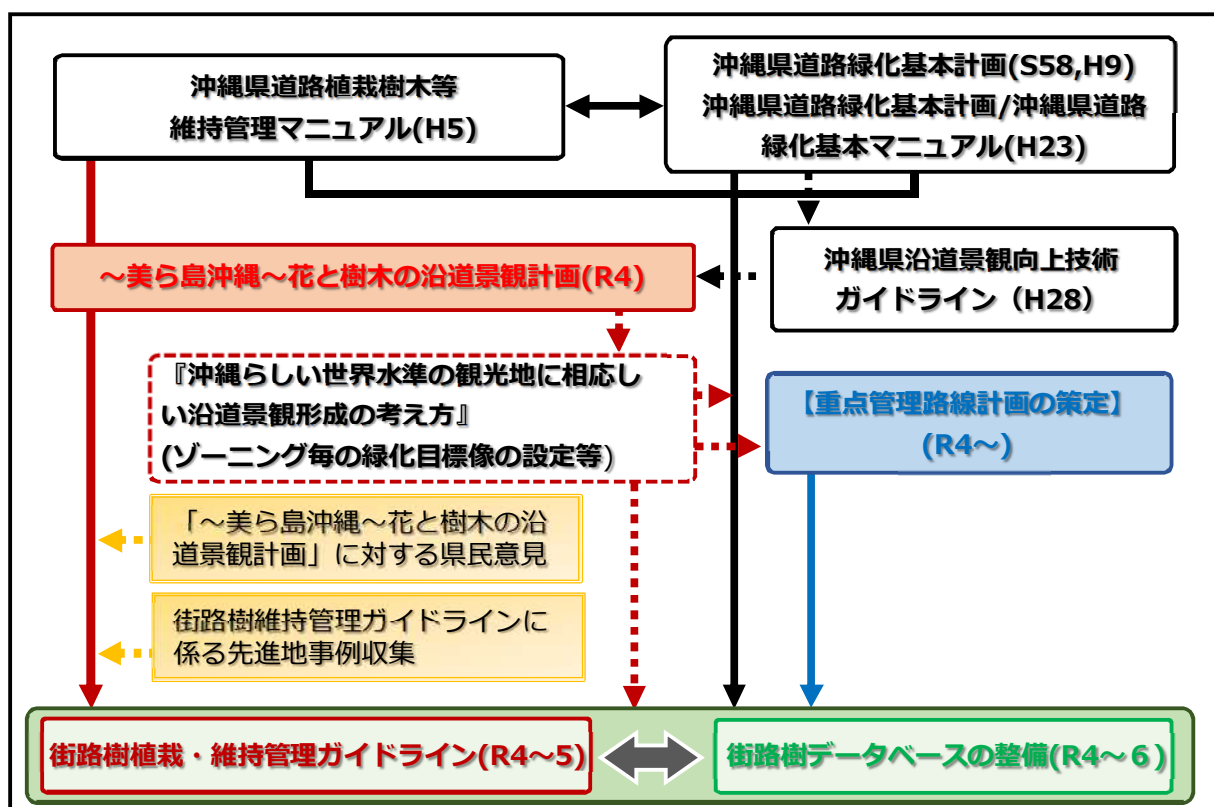 沖縄県道路植栽樹木等
維持管理マニュアル(H5)
沖縄県道路緑化基本計画(S58,H9)
沖縄県道路緑化基本計画/沖縄県道路
緑化基本マニュアル(H23)
～美ら島沖縄～花と樹木の沿道景観計画(R4)
沖縄県沿道景観向上技術
ガイドライン（H28）
『沖縄らしい世界水準の観光地に相応し
い沿道景観形成の考え方』
(ゾーニング毎の緑化目標像の設定等)
【重点管理路線計画の策定】
(R4～)
「～美ら島沖縄～花と樹木の沿
道景観計画」に対する県民意見
街路樹維持管理ガイドラインに
係る先進地事例収集
街路樹植栽・維持管理ガイドライン(R4～5)
街路樹データベースの整備(R4～６)